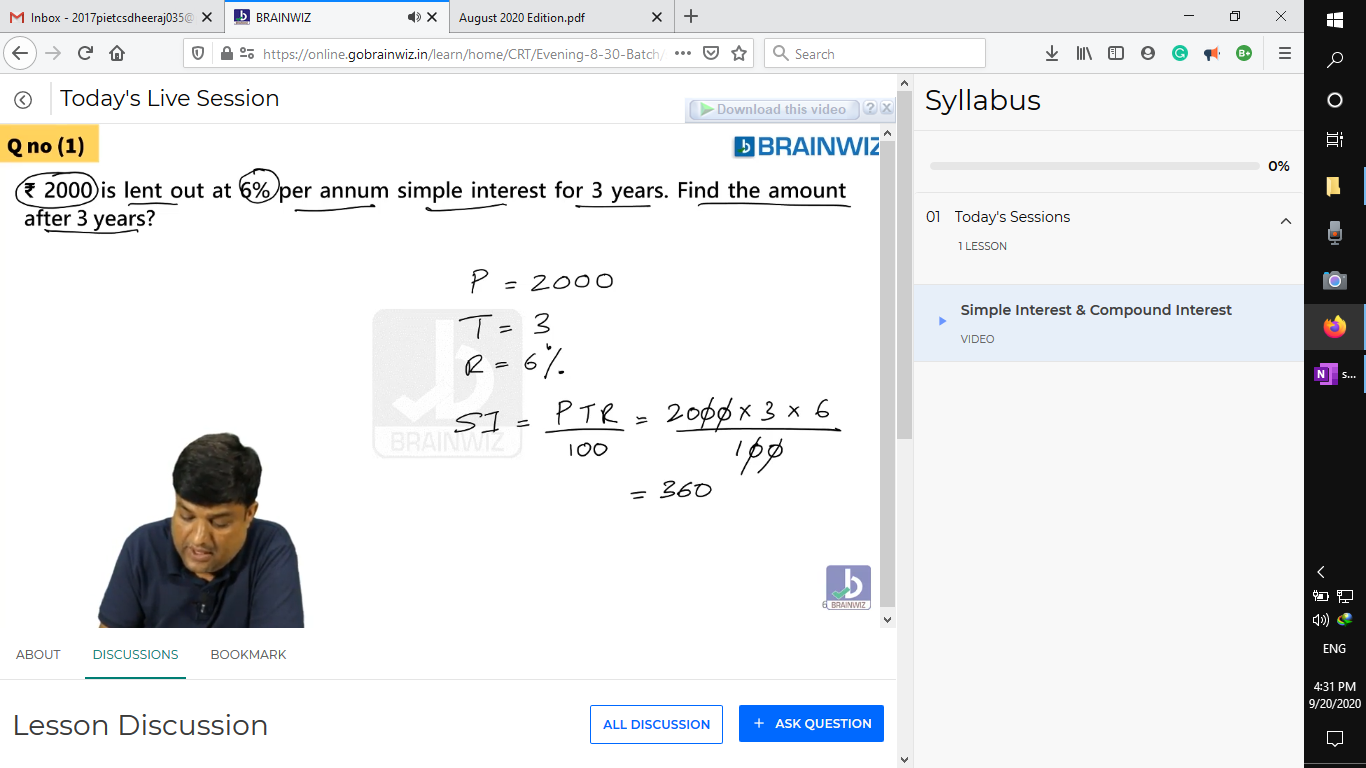 Inbox - 2017pietcsdheeraj035@
BRAINWIZ
August 2020 Edition.pdf
https://online.gobrainwiz.in/learn/home/CRT/Evening-8-30-Batch/
Search
Today's Live Session
Download this video
Q no (1)
BRAINWIZ
₹ 2000 is lent out at 6% per annum simple interest for 3 years. Find the amount
after 3 years?
P = 2000
T = 3
R = 6%
SI = PTR/100 = 2000 × 3 × 6/100
= 360
BRAINWIZ
6
BRAINWIZ
ABOUT DISCUSSIONS BOOKMARK
Lesson Discussion
ALL DISCUSSION
+ ASK QUESTION
Syllabus
0%
01 Today's Sessions
1 LESSON
Simple Interest & Compound Interest
VIDEO
B+
N s...
ENG
4:31 PM
9/20/2020